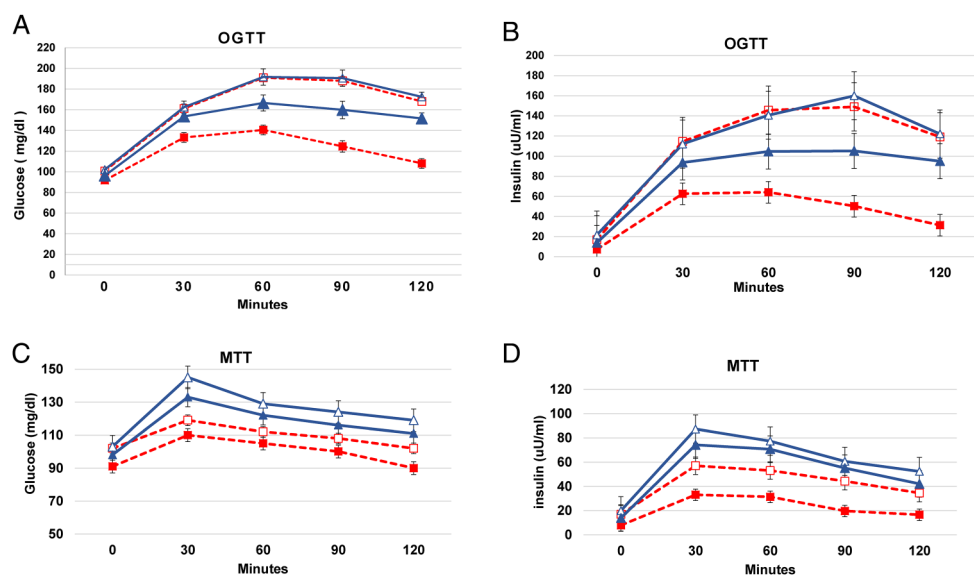 A
OGTT
Glucose ( mg/dl )
220
200
180
160
140
120
100
80
60
40
20
0
0 30 60 90 120
Minutes
B
OGTT
Insulin (uU/ml)
200
180
160
140
120
100
80
60
40
20
0
0 30 60 90 120
Minutes
C
MTT
Glucose (mg/dl)
150
130
110
90
70
50
0 30 60 90 120
Minutes
D
MTT
insulin (uU/ml)
120
100
80
60
40
20
0
0 30 60 90 120
Minutes